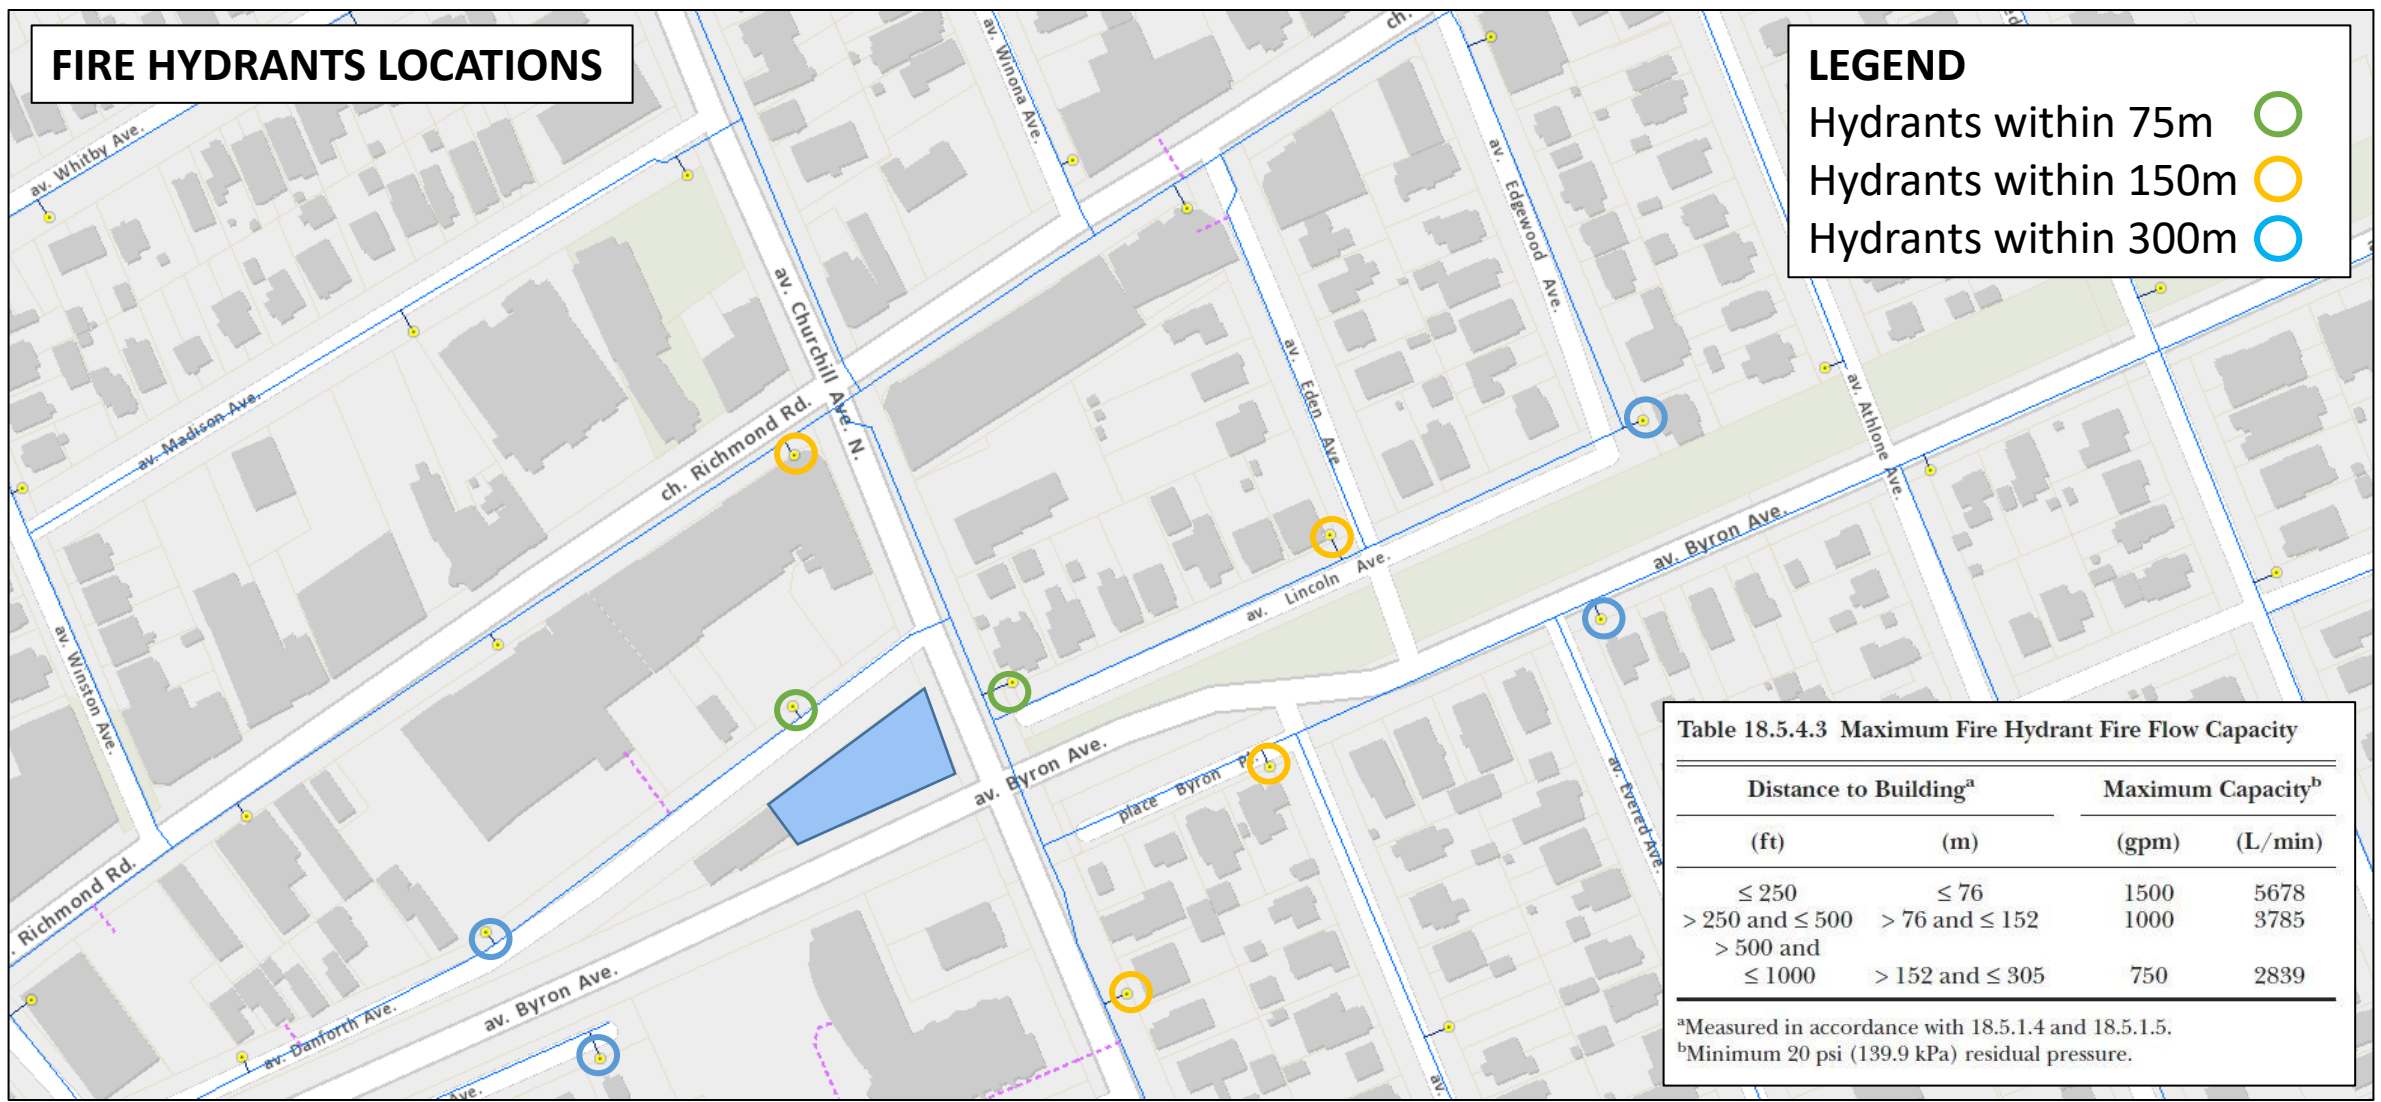 FIRE HYDRANTS LOCATIONS
LEGEND
Hydrants within 75m
Hydrants within 150m
Hydrants within 300m
av. Whitby Ave.
av. Winona Ave.
ch.
av. Edgewood Ave.
av. Churchill Ave. N.
av. Madison Ave.
ch. Richmond Rd.
av. Eden Ave
av. Athlone Ave.
av. Byron Ave.
av. Lincoln Ave.
av. Winston Ave.
av. Byron Ave.
place Byron P
av. Evered Ave.
. Richmond Rd.
av. Byron Ave.
av. Danforth Ave.
Ave.
av.
Table 18.5.4.3 Maximum Fire Hydrant Fire Flow Capacity
Distance to Buildingᵃ Maximum Capacityᵇ
(ft) (m) (gpm) (L/min)
≤ 250 ≤ 76 1500 5678
> 250 and ≤ 500 > 76 and ≤ 152 1000 3785
> 500 and
≤ 1000 > 152 and ≤ 305 750 2839
ᵃMeasured in accordance with 18.5.1.4 and 18.5.1.5.
ᵇMinimum 20 psi (139.9 kPa) residual pressure.